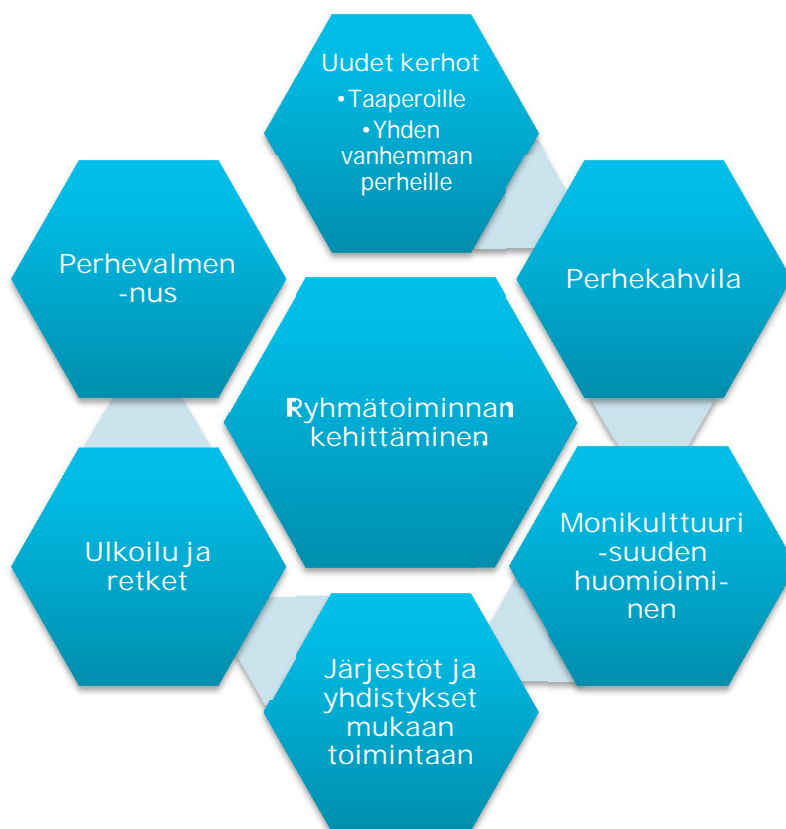 Uudet kerhot
• Taaperoille
• Yhden
vanhemman
perheille
Perhekahvila
Monikulttuuri
-suuden
huomioimi-
nen
Järjestöt ja
yhdistykset
mukaan
toimintaan
Ulkoilu ja
retket
Perhevalmen
-nus
Ryhmätoiminnan
kehittäminen